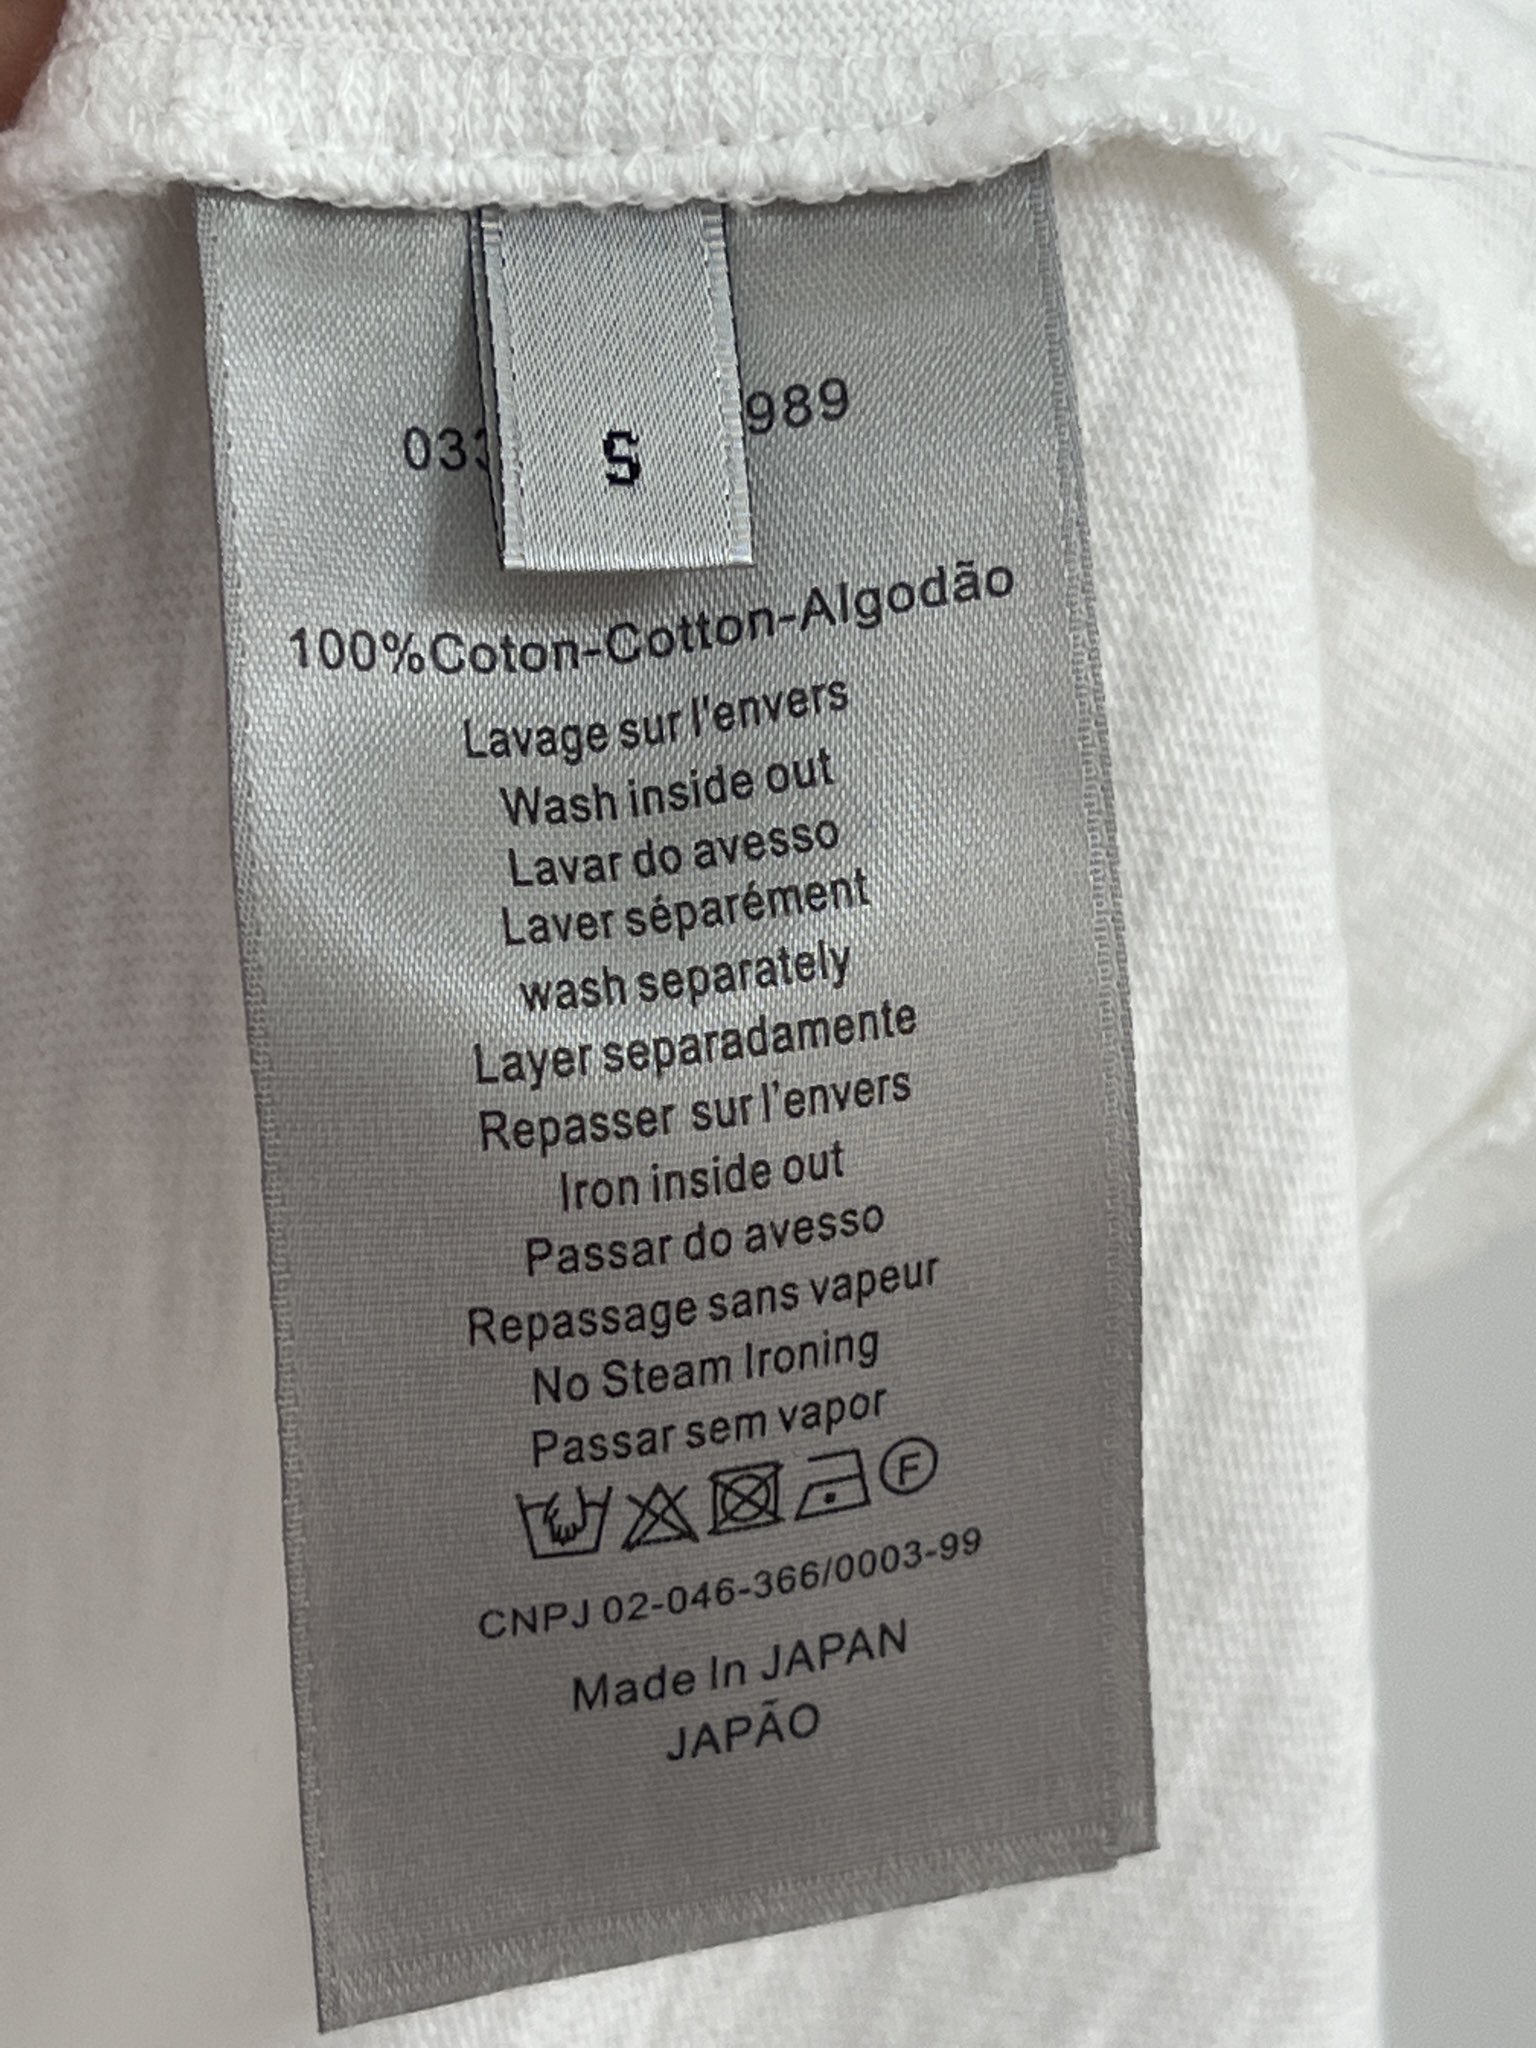 989
S
100%Coton-Cotton-Algodão
Lavage sur l'envers
Wash inside out
Lavar do avesso
Laver séparément
wash separately
Layer separadamente
Repasser sur l'envers
Iron inside out
Passar do avesso
Repassage sans vapeur
No Steam Ironing
Passar sem vapor
F
CNPJ 02-046-366/0003-99
Made In JAPAN
JAPÃO